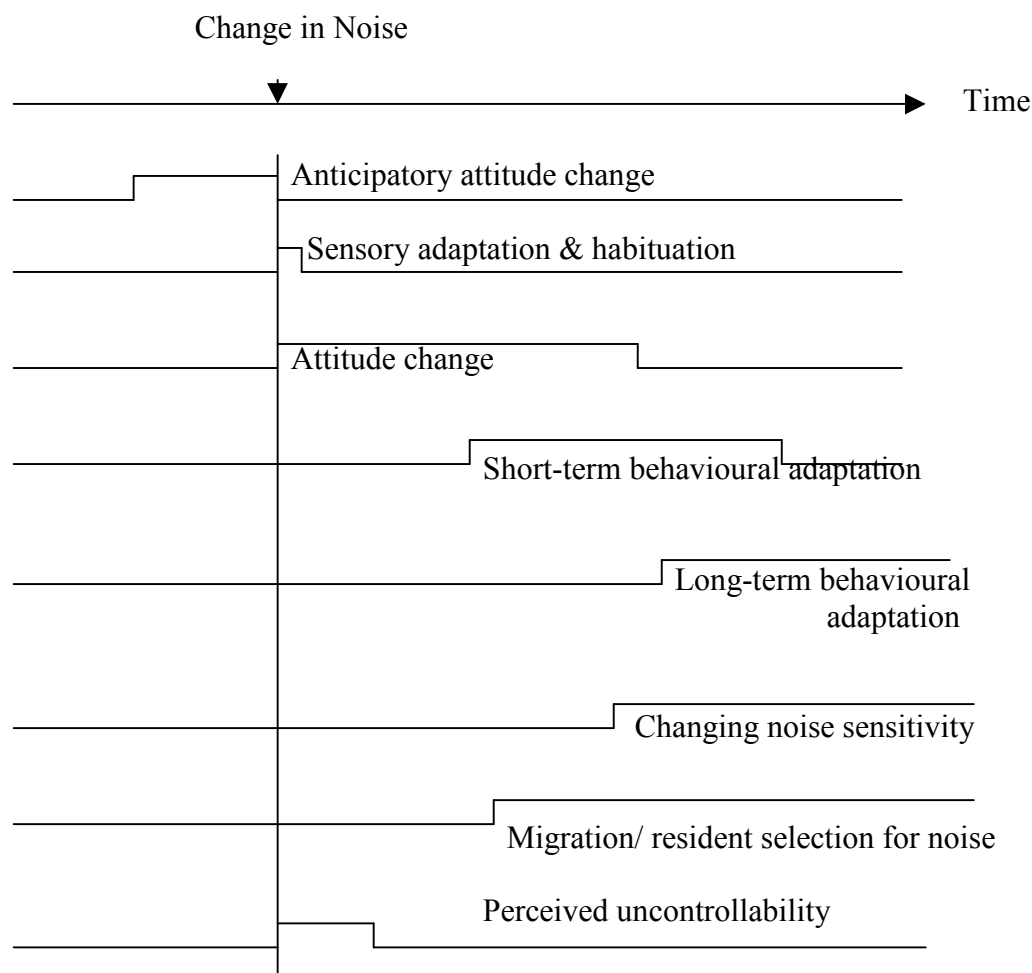 Change in Noise
Time
Anticipatory attitude change
Sensory adaptation & habituation
Attitude change
Short-term behavioural adaptation
Long-term behavioural
adaptation
Changing noise sensitivity
Migration/ resident selection for noise
Perceived uncontrollability